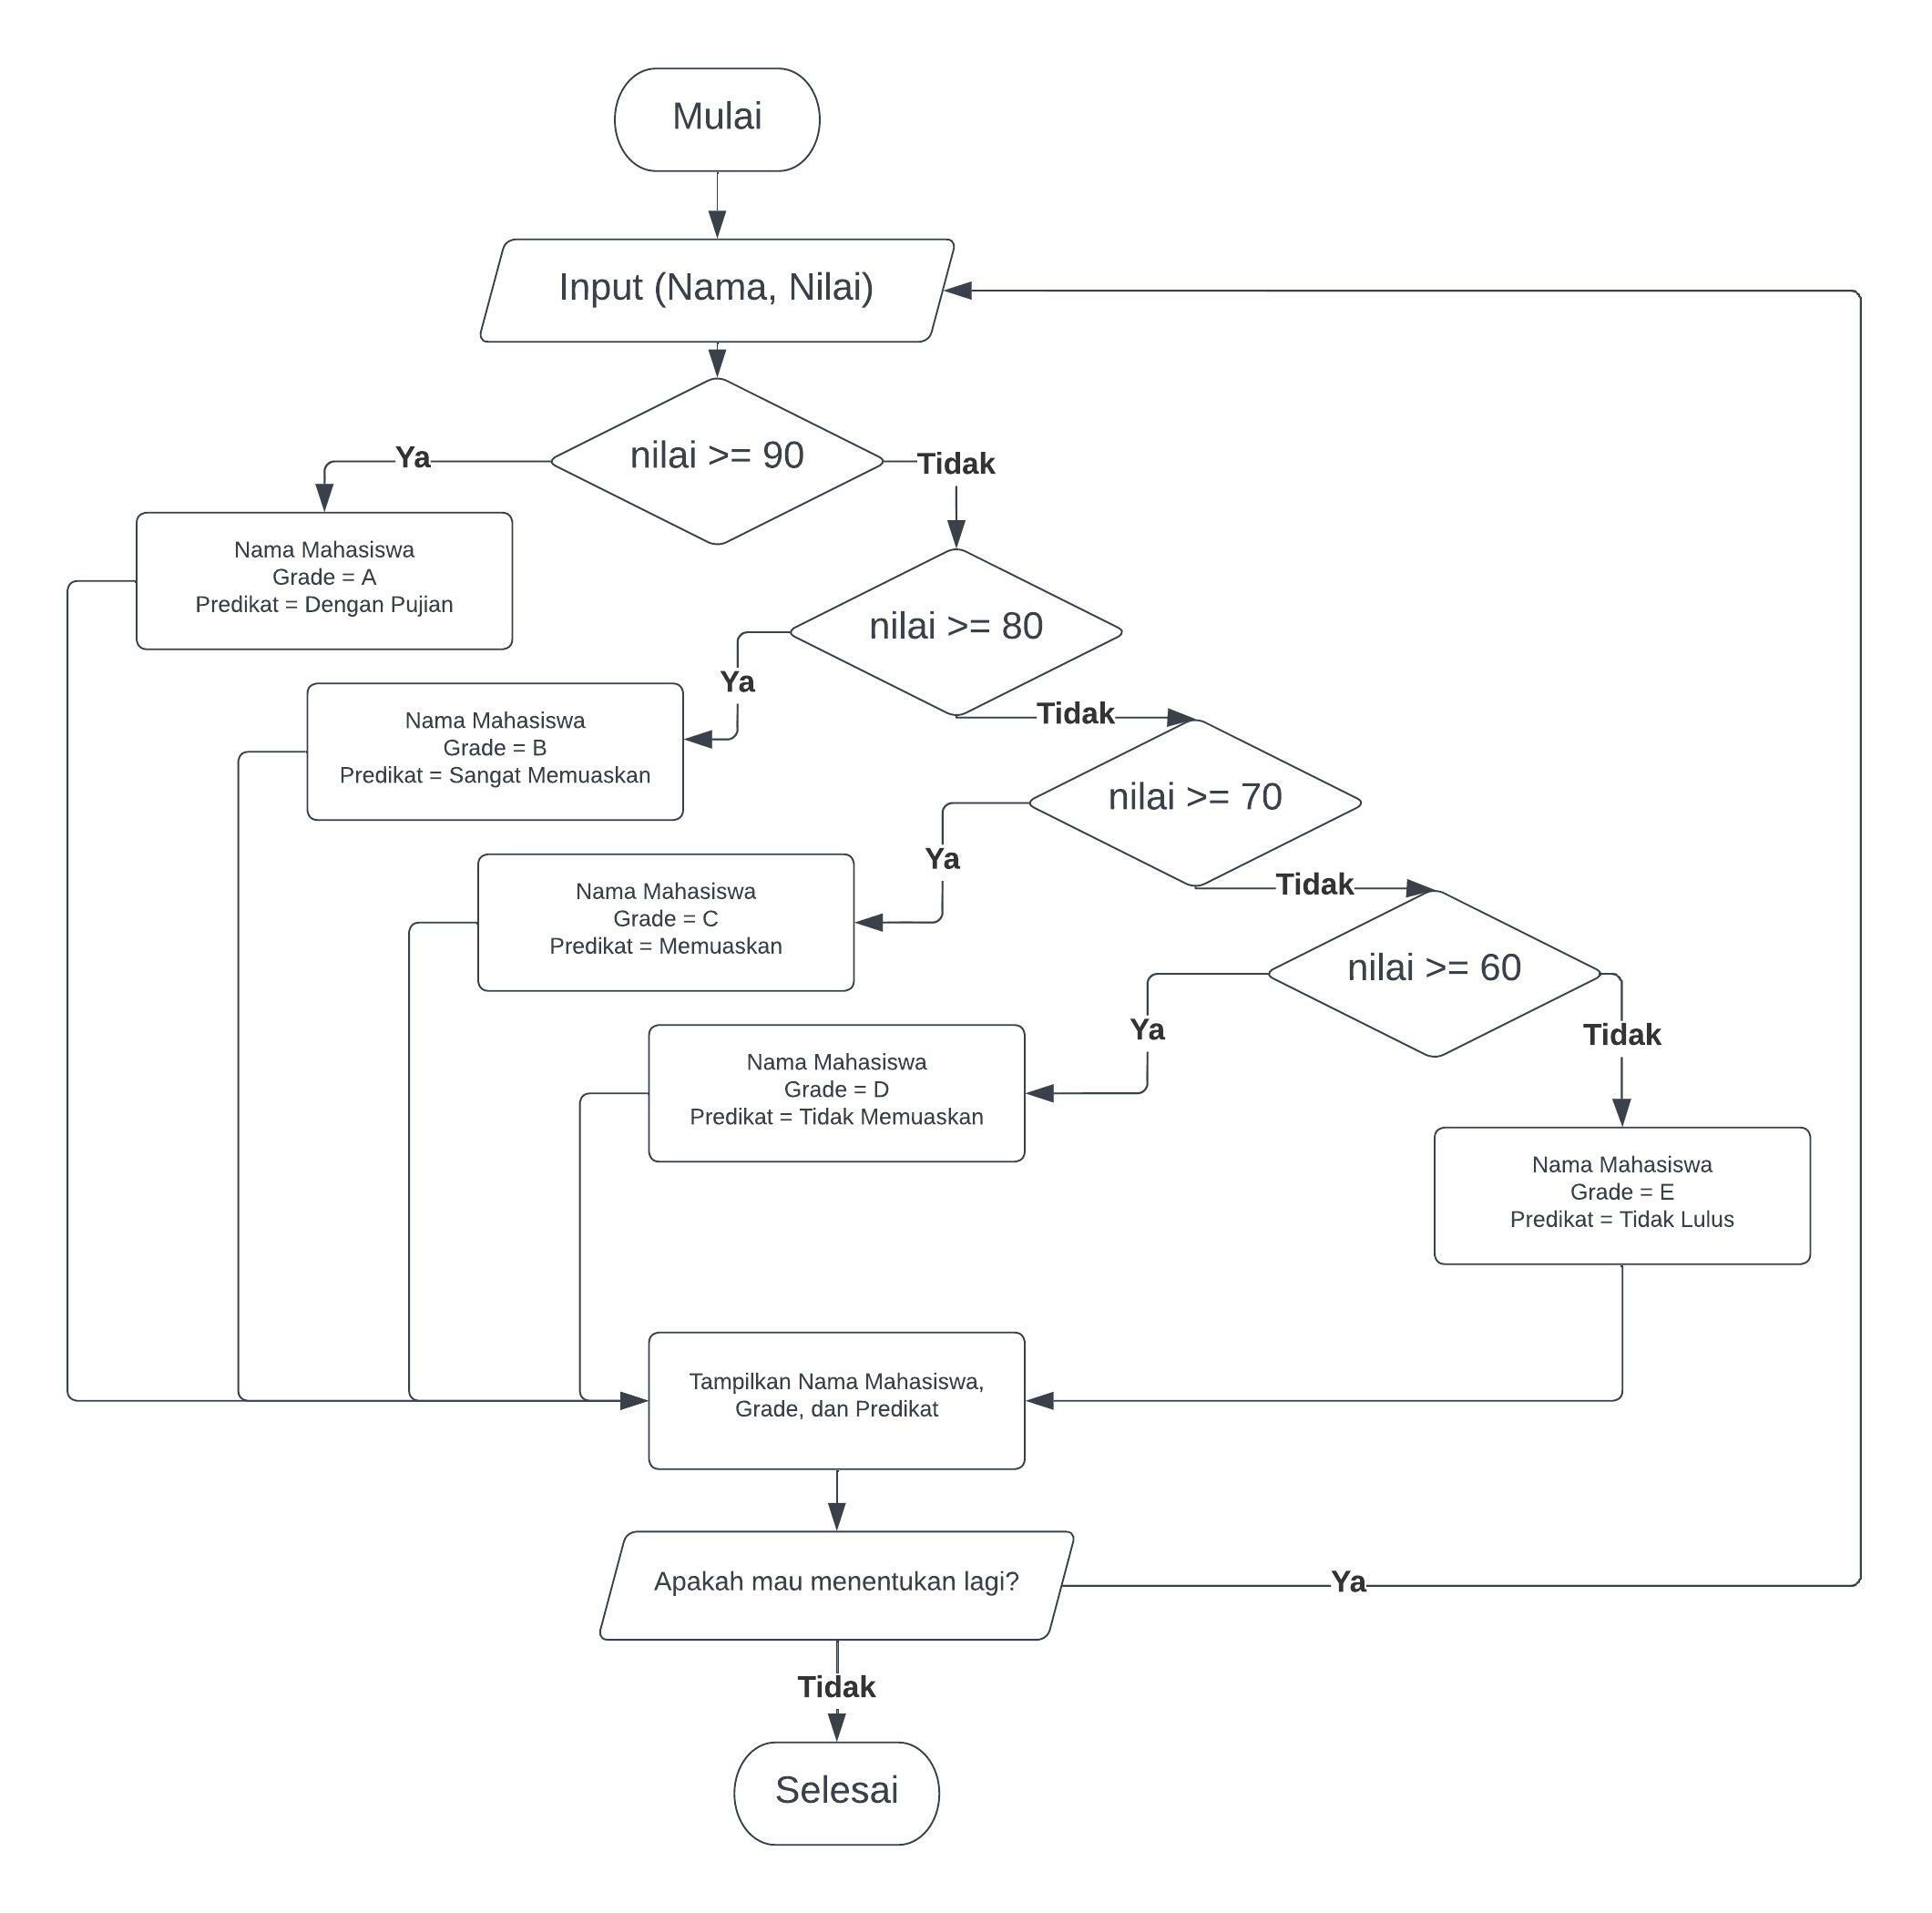 Mulai
Input (Nama, Nilai)
nilai >= 90
Ya
Tidak
Nama Mahasiswa
Grade = A
Predikat = Dengan Pujian
nilai >= 80
Ya
Tidak
Nama Mahasiswa
Grade = B
Predikat = Sangat Memuaskan
nilai >= 70
Ya
Tidak
Nama Mahasiswa
Grade = C
Predikat = Memuaskan
nilai >= 60
Ya
Tidak
Nama Mahasiswa
Grade = D
Predikat = Tidak Memuaskan
Nama Mahasiswa
Grade = E
Predikat = Tidak Lulus
Tampilkan Nama Mahasiswa,
Grade, dan Predikat
Apakah mau menentukan lagi?
Ya
Tidak
Selesai